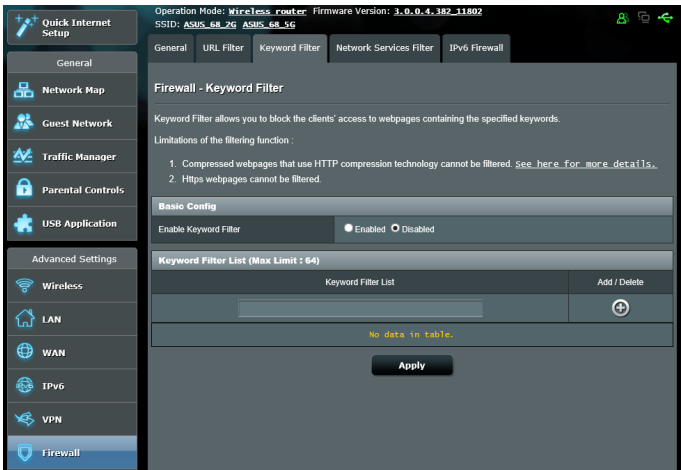 Quick Internet
Setup
Operation Mode: Wireless router Firmware Version: 3.0.0.4.382_11802
SSID: ASUS_68_2G ASUS_68_5G
General
Network Map
Guest Network
Traffic Manager
Parental Controls
USB Application
Advanced Settings
Wireless
LAN
WAN
IPv6
VPN
Firewall
General URL Filter Keyword Filter Network Services Filter IPv6 Firewall
Firewall - Keyword Filter
Keyword Filter allows you to block the clients' access to webpages containing the specified keywords.
Limitations of the filtering function :
1. Compressed webpages that use HTTP compression technology cannot be filtered. See here for more details.
2. Https webpages cannot be filtered.
Basic Config
Enable Keyword Filter Enabled Disabled
Keyword Filter List (Max Limit : 64)
Keyword Filter List Add / Delete
No data in table.
Apply